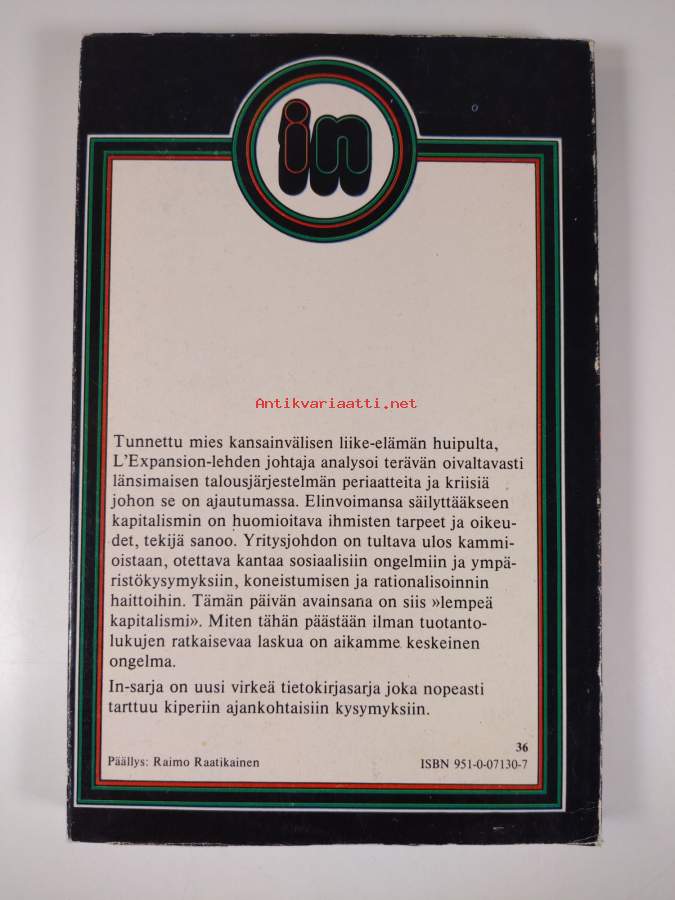 in
Antikvariaatti.net
Tunnettu mies kansainvälisen liike-elämän huipulta,
L'Expansion-lehden johtaja analysoi terävän oivaltavasti
länsimaisen talousjärjestelmän periaatteita ja kriisiä
johon se on ajautumassa. Elinvoimansa säilyttääkseen
kapitalismin on huomioitava ihmisten tarpeet ja oikeu-
det, tekijä sanoo. Yritysjohdon on tultava ulos kammi-
oistaan, otettava kantaa sosiaalisiin ongelmiin ja ympä-
ristökysymyksiin, koneistumisen ja rationalisoinnin
haittoihin. Tämän päivän avainsana on siis »lempeä
kapitalismi». Miten tähän päästään ilman tuotanto-
lukujen ratkaisevaa laskua on aikamme keskeinen
ongelma.
In-sarja on uusi virkeä tietokirjasarja joka nopeasti
tarttuu kiperiin ajankohtaisiin kysymyksiin.
36
Päällys: Raimo Raatikainen ISBN 951-0-07130-7